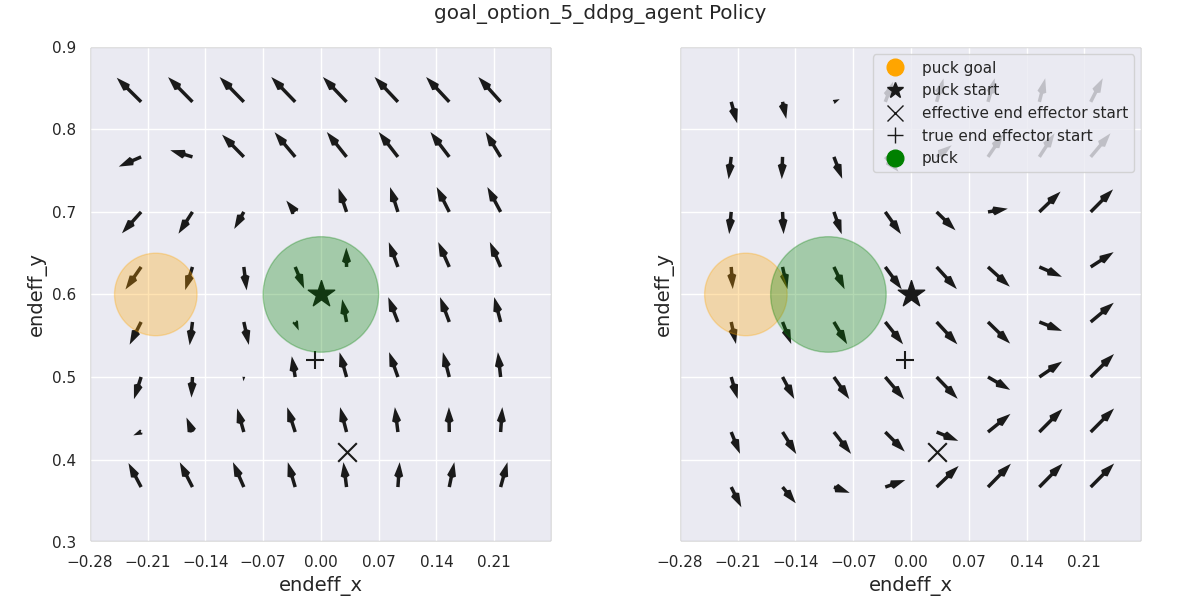 goal_option_5_ddpg_agent Policy
0.9
0.8
0.7
0.6
0.5
0.4
0.3
endeff_y
−0.28 −0.21 −0.14 −0.07 0.00 0.07 0.14 0.21
endeff_x
puck goal
puck start
effective end effector start
true end effector start
puck
endeff_y
−0.28 −0.21 −0.14 −0.07 0.00 0.07 0.14 0.21
endeff_x